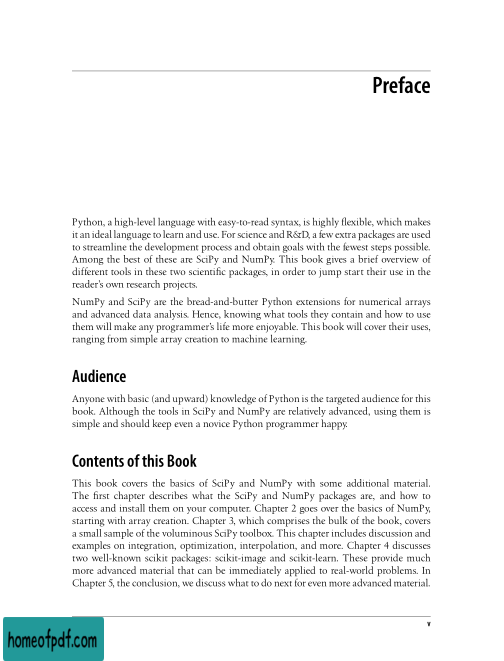 Preface
Python, a high-level language with easy-to-read syntax, is highly flexible, which makes
it an ideal language to learn and use. For science and R&D, a few extra packages are used
to streamline the development process and obtain goals with the fewest steps possible.
Among the best of these are SciPy and NumPy. This book gives a brief overview of
different tools in these two scientific packages, in order to jump start their use in the
reader's own research projects.
NumPy and SciPy are the bread-and-butter Python extensions for numerical arrays
and advanced data analysis. Hence, knowing what tools they contain and how to use
them will make any programmer's life more enjoyable. This book will cover their uses,
ranging from simple array creation to machine learning.
Audience
Anyone with basic (and upward) knowledge of Python is the targeted audience for this
book. Although the tools in SciPy and NumPy are relatively advanced, using them is
simple and should keep even a novice Python programmer happy.
Contents of this Book
This book covers the basics of SciPy and NumPy with some additional material.
The first chapter describes what the SciPy and NumPy packages are, and how to
access and install them on your computer. Chapter 2 goes over the basics of NumPy,
starting with array creation. Chapter 3, which comprises the bulk of the book, covers
a small sample of the voluminous SciPy toolbox. This chapter includes discussion and
examples on integration, optimization, interpolation, and more. Chapter 4 discusses
two well-known scikit packages: scikit-image and scikit-learn. These provide much
more advanced material that can be immediately applied to real-world problems. In
Chapter 5, the conclusion, we discuss what to do next for even more advanced material.
v
homeofpdf.com